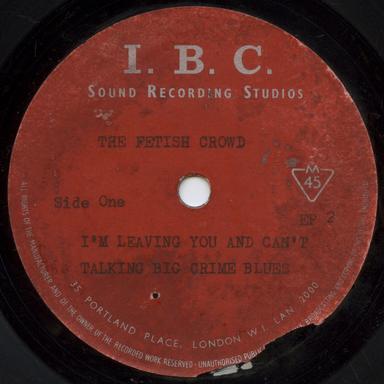 I. B. C.
SOUND RECORDING STUDIOS
THE FETISH CROWD
M
45
Side One
EP 2
I'M LEAVING YOU AND CAN'T
TALKING BIG CRIME BLUES
35 PORTLAND PLACE, LONDON W.1. LAN 2000
ALL RIGHTS OF THE MANUFACTURER AND OF THE OWNER OF THE RECORDED WORK RESERVED · UNAUTHORISED